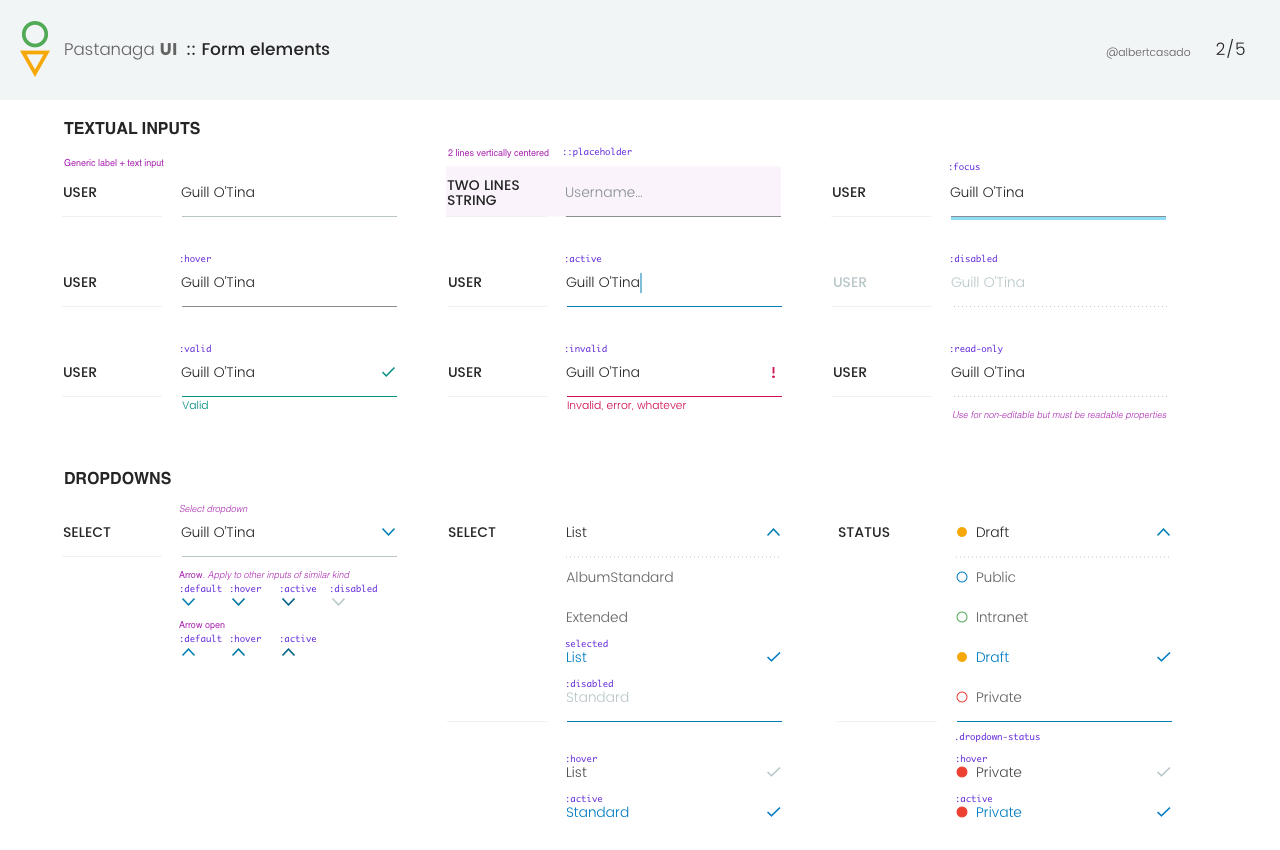 Pastanaga UI :: Form elements
@albertcasado 2/5
TEXTUAL INPUTS
Generic label + text input
USER Guill O'Tina
2 lines vertically centered ::placeholder
TWO LINES
STRING
Username...
:focus
USER Guill O'Tina
:hover
USER Guill O'Tina
:active
USER Guill O'Tina
:disabled
USER Guill O'Tina
:valid
USER Guill O'Tina
Valid
:invalid
USER Guill O'Tina !
Invalid, error, whatever
:read-only
USER Guill O'Tina
Use for non-editable but must be readable properties
DROPDOWNS
Select dropdown
SELECT Guill O'Tina
Arrow. Apply to other inputs of similar kind
:default :hover :active :disabled
Arrow open
:default :hover :active
SELECT List
AlbumStandard
Extended
selected
List
:disabled
Standard
:hover
List
:active
Standard
STATUS Draft
Public
Intranet
Draft
Private
.dropdown-status
:hover
Private
:active
Private